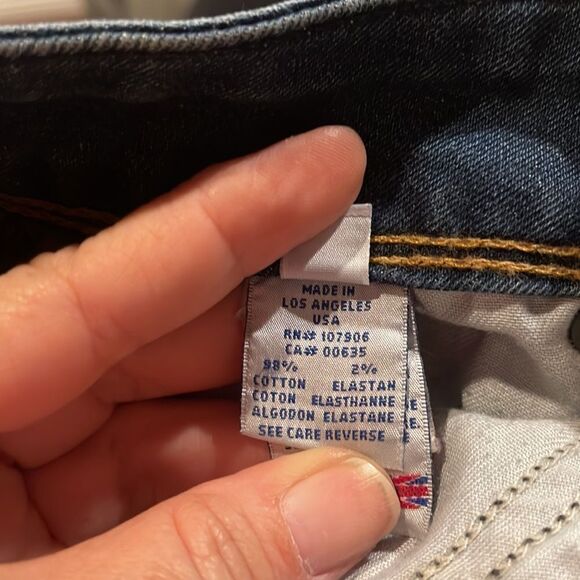 MADE IN
LOS ANGELES
USA
RN# 107906
CA# 00635
98% 2%
COTTON ELASTAN
COTON ELASTHANNE
ALGODON ELASTANE
SEE CARE REVERSE